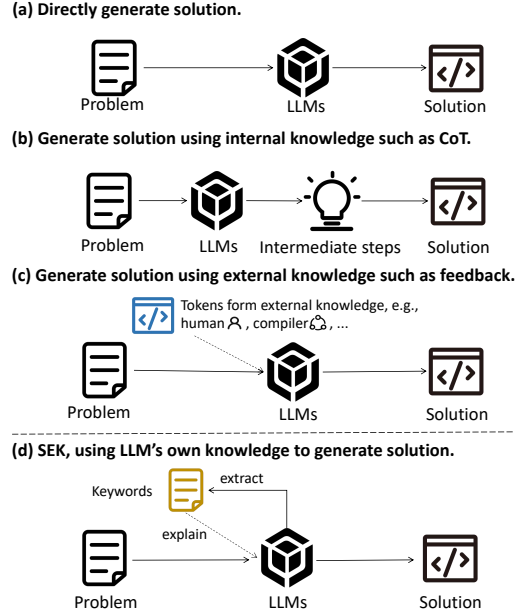 (a) Directly generate solution.
Problem
LLMs
Solution
(b) Generate solution using internal knowledge such as CoT.
Problem
LLMs
Intermediate steps
Solution
(c) Generate solution using external knowledge such as feedback.
Tokens form external knowledge, e.g.,
human , compiler , ...
Problem
LLMs
Solution
(d) SEK, using LLM's own knowledge to generate solution.
extract
Keywords
explain
Problem
LLMs
Solution